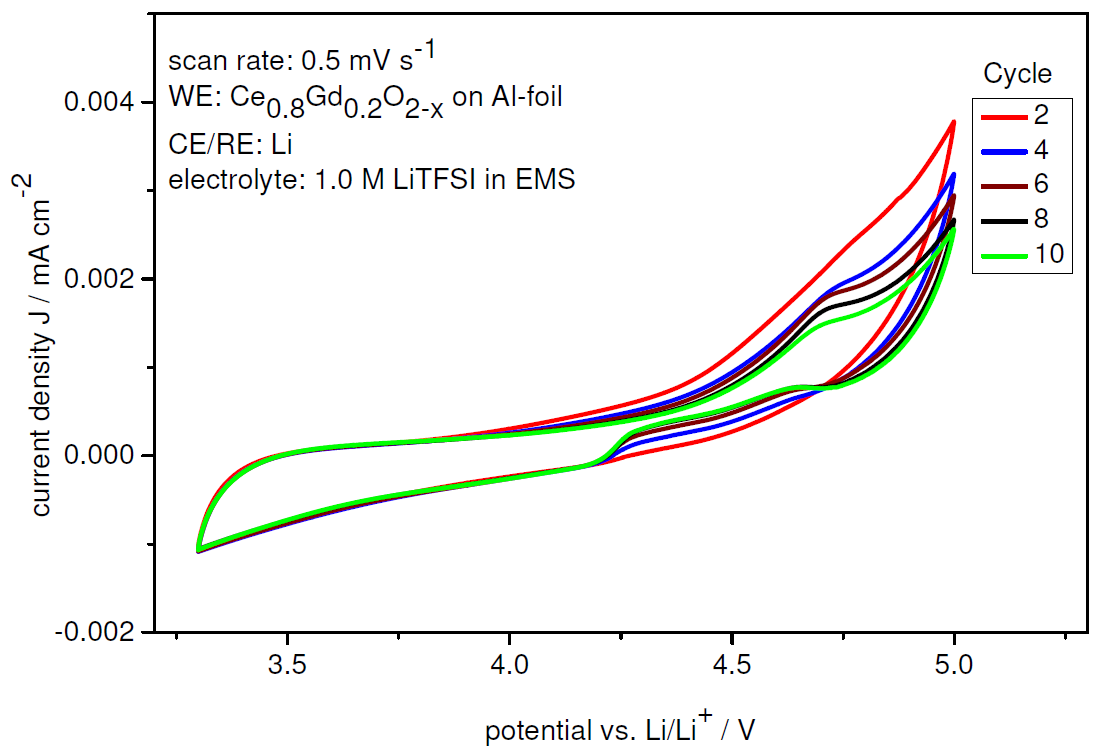 scan rate: 0.5 mV s⁻¹
WE: Ce₀.₈Gd₀.₂O₂₋ₓ on Al-foil
CE/RE: Li
electrolyte: 1.0 M LiTFSI in EMS
Cycle
2
4
6
8
10
current density J / mA cm⁻²
0.004
0.002
0.000
-0.002
3.5 4.0 4.5 5.0
potential vs. Li/Li⁺ / V